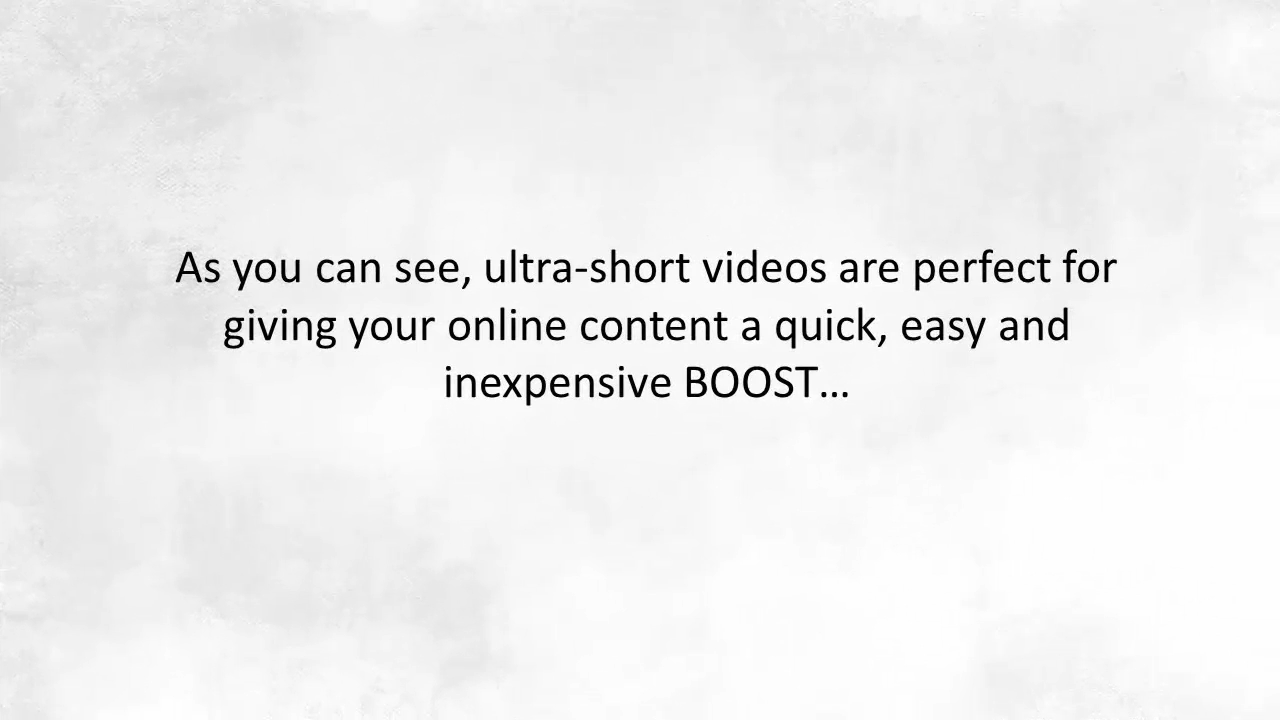 As you can see, ultra-short videos are perfect for
giving your online content a quick, easy and
inexpensive BOOST…